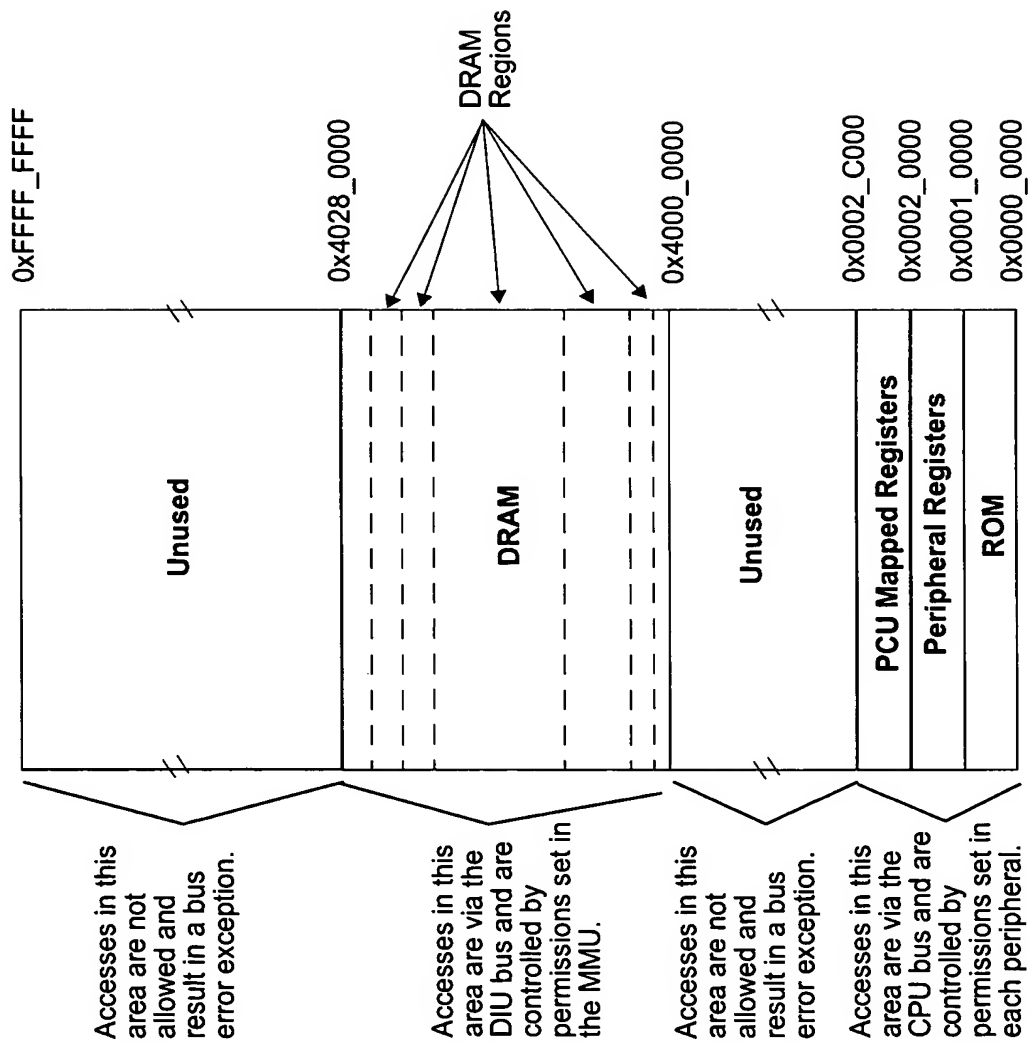 0xFFFF_FFFF
Accesses in this
area are not
allowed and
result in a bus
error exception.
Unused
0x4028_0000
Accesses in this
area are via the
DIU bus and are
controlled by
permissions set in
the MMU.
DRAM
DRAM
Regions
0x4000_0000
Accesses in this
area are not
allowed and
result in a bus
error exception.
Unused
0x0002_C000
Accesses in this
area are via the
CPU bus and are
controlled by
permissions set in
each peripheral.
PCU Mapped Registers
0x0002_0000
Peripheral Registers
0x0001_0000
ROM
0x0000_0000